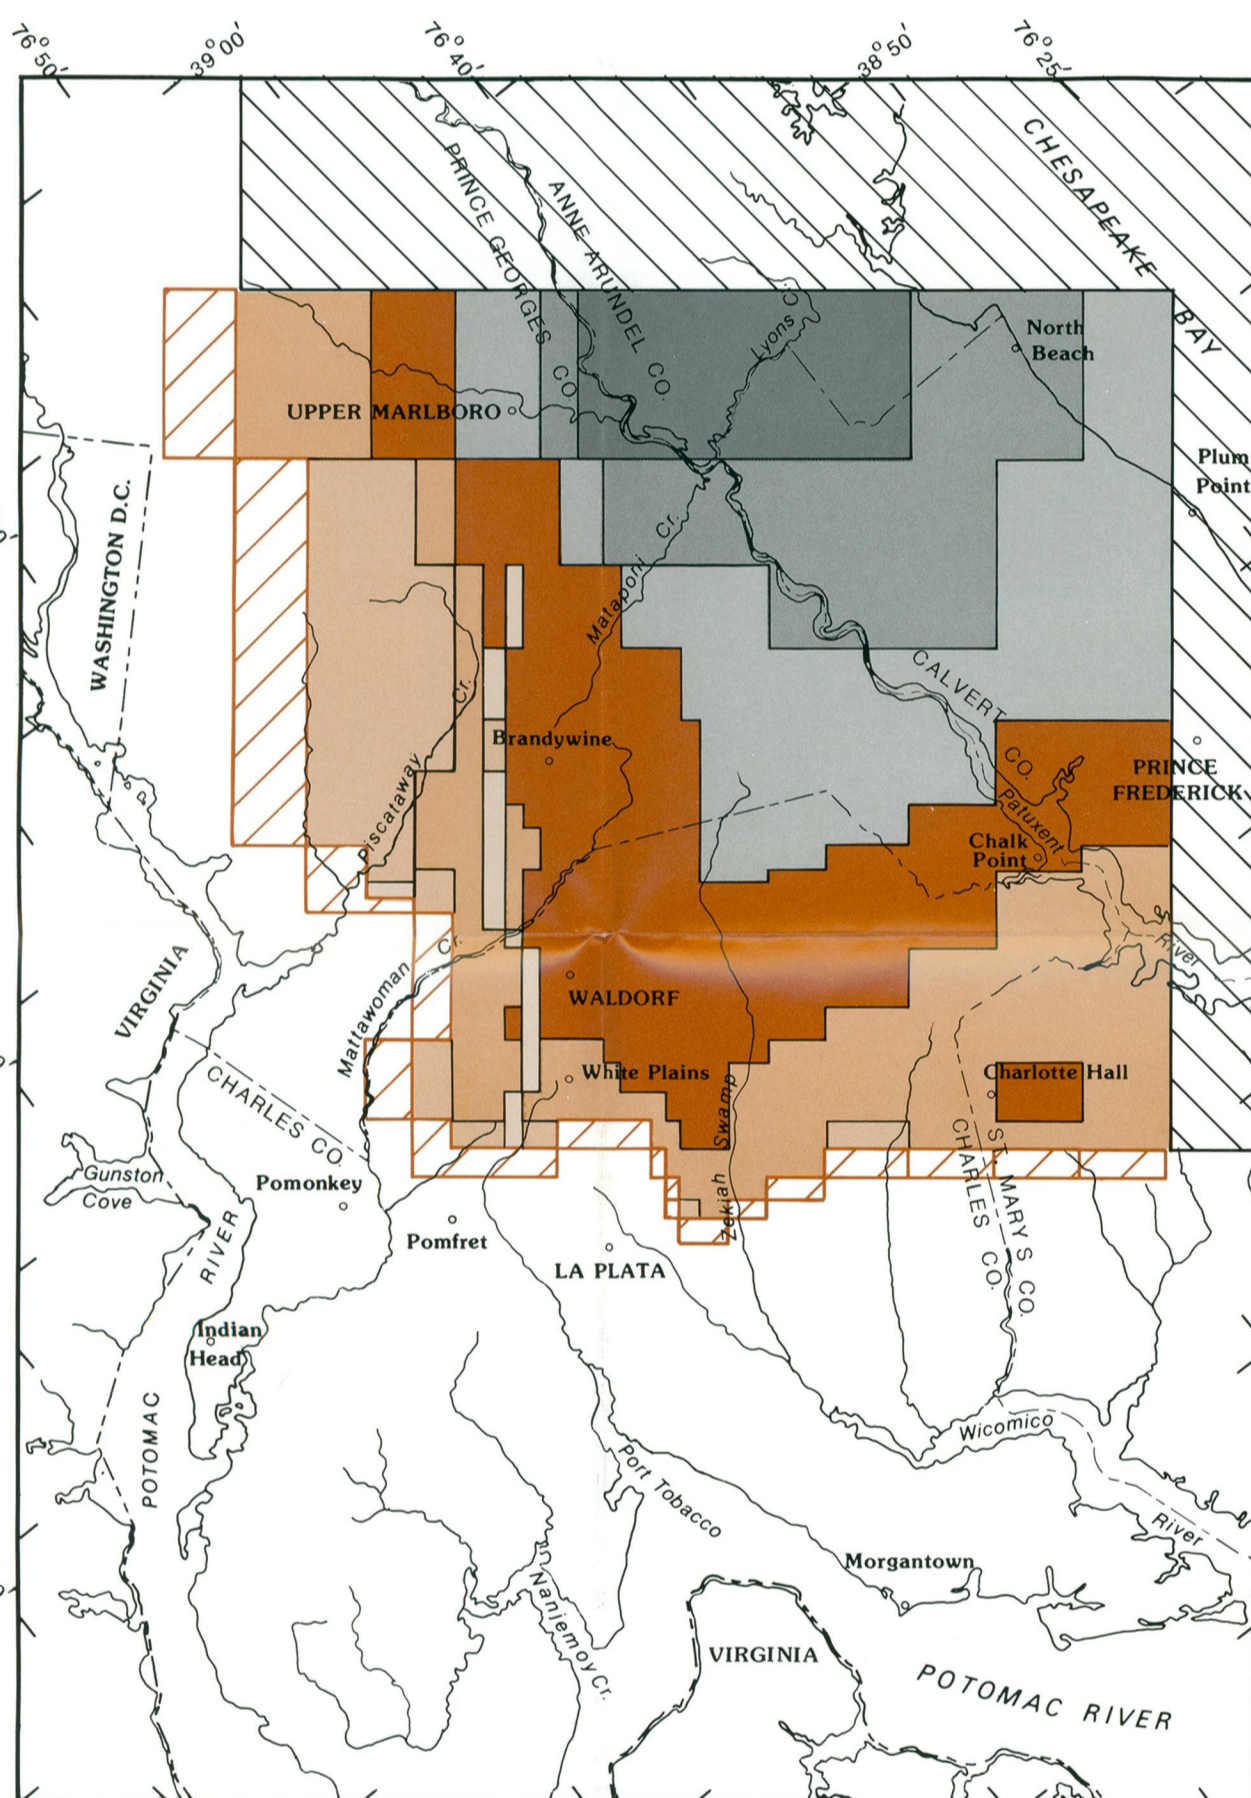 76°50′
39°00′
76°40′
38°50′
76°25′
CHESAPEAKE BAY
PRINCE GEORGES CO.
ANNE ARUNDEL CO.
Lyons Cr.
North
Beach
UPPER MARLBORO
Plum
Point
WASHINGTON D.C.
Mataponi Cr.
CALVERT CO.
Brandywine
Piscataway Cr.
PRINCE
FREDERICK
Patuxent River
Chalk
Point
VIRGINIA
Mattawoman Cr.
WALDORF
White Plains
Charlotte Hall
CHARLES CO.
Zekiah Swamp
CHARLES CO.
ST. MARY'S CO.
Gunston
Cove
Pomonkey
Pomfret
LA PLATA
POTOMAC RIVER
Indian
Head
Wicomico River
Port Tobacco
Morgantown
Nanjemoy Cr.
VIRGINIA
POTOMAC RIVER